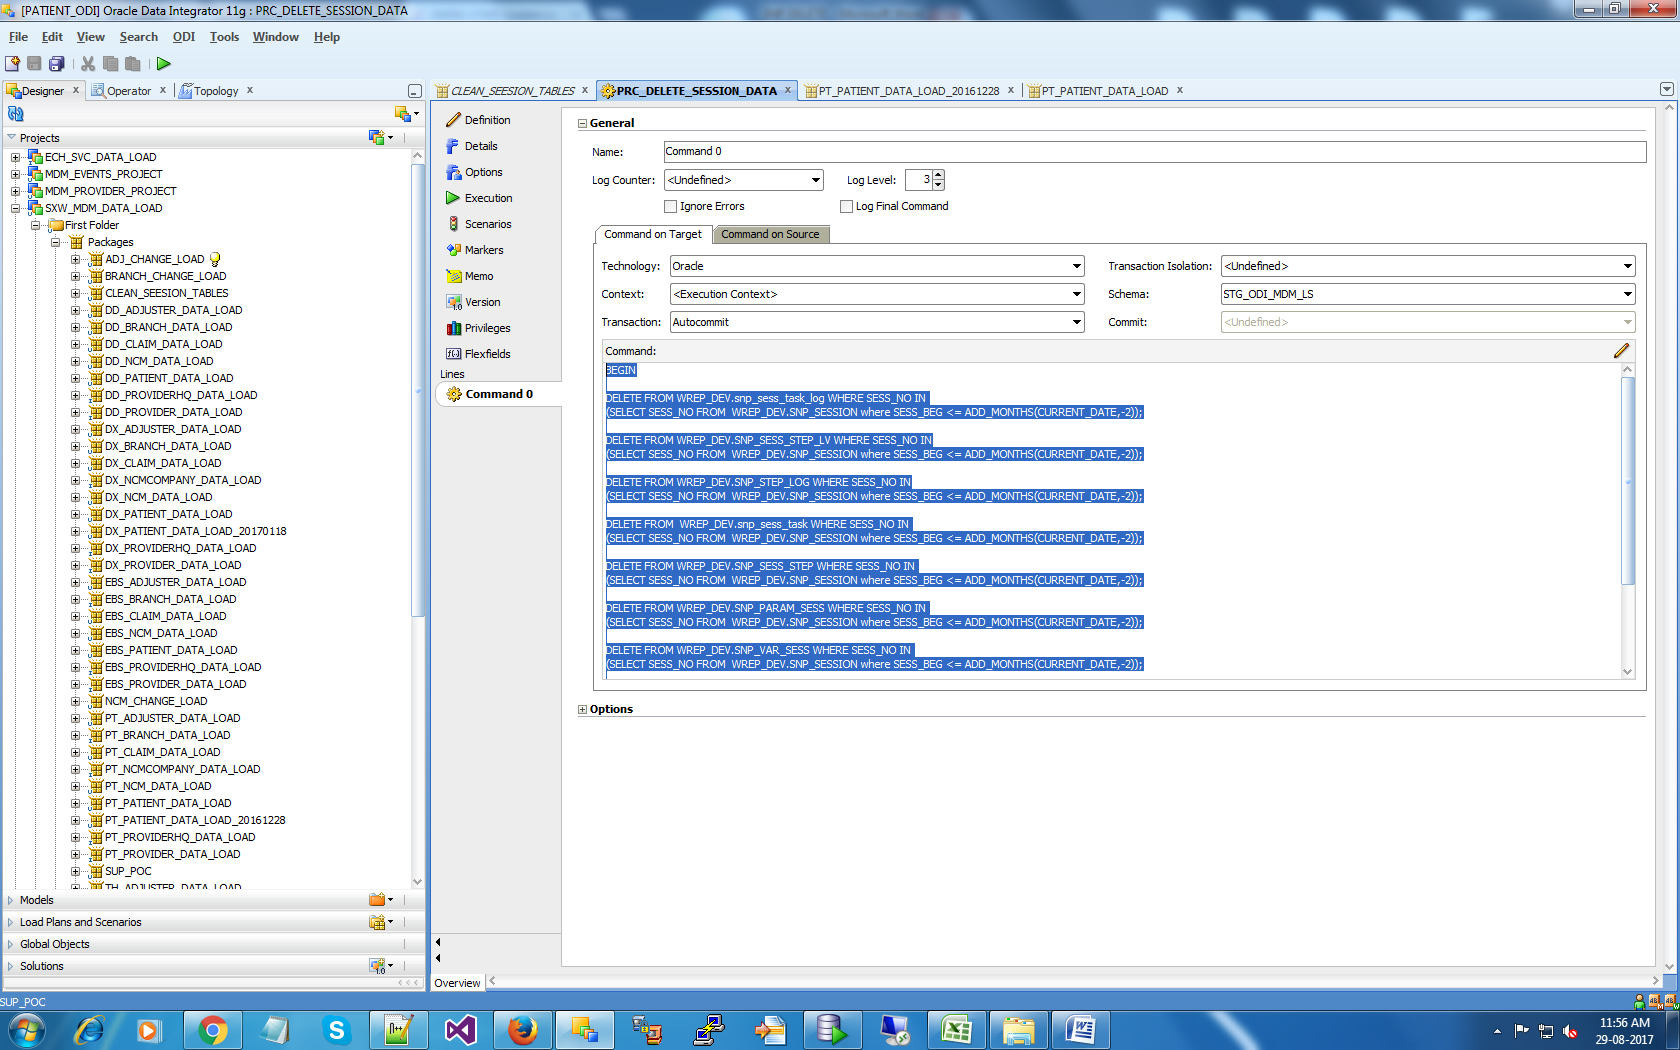 [PATIENT_ODI] Oracle Data Integrator 11g : PRC_DELETE_SESSION_DATA
File Edit View Search ODI Tools Window Help
Designer x Operator x Topology x
Projects
ECH_SVC_DATA_LOAD
MDM_EVENTS_PROJECT
MDM_PROVIDER_PROJECT
SXW_MDM_DATA_LOAD
First Folder
Packages
ADJ_CHANGE_LOAD
BRANCH_CHANGE_LOAD
CLEAN_SEESION_TABLES
DD_ADJUSTER_DATA_LOAD
DD_BRANCH_DATA_LOAD
DD_CLAIM_DATA_LOAD
DD_NCM_DATA_LOAD
DD_PATIENT_DATA_LOAD
DD_PROVIDERHQ_DATA_LOAD
DD_PROVIDER_DATA_LOAD
DX_ADJUSTER_DATA_LOAD
DX_BRANCH_DATA_LOAD
DX_CLAIM_DATA_LOAD
DX_NCMCOMPANY_DATA_LOAD
DX_NCM_DATA_LOAD
DX_PATIENT_DATA_LOAD
DX_PATIENT_DATA_LOAD_20170118
DX_PROVIDERHQ_DATA_LOAD
DX_PROVIDER_DATA_LOAD
EBS_ADJUSTER_DATA_LOAD
EBS_BRANCH_DATA_LOAD
EBS_CLAIM_DATA_LOAD
EBS_NCM_DATA_LOAD
EBS_PATIENT_DATA_LOAD
EBS_PROVIDERHQ_DATA_LOAD
EBS_PROVIDER_DATA_LOAD
NCM_CHANGE_LOAD
PT_ADJUSTER_DATA_LOAD
PT_BRANCH_DATA_LOAD
PT_CLAIM_DATA_LOAD
PT_NCMCOMPANY_DATA_LOAD
PT_NCM_DATA_LOAD
PT_PATIENT_DATA_LOAD
PT_PATIENT_DATA_LOAD_20161228
PT_PROVIDERHQ_DATA_LOAD
PT_PROVIDER_DATA_LOAD
SUP_POC
TH_ADJUSTER_DATA_LOAD
Models
Load Plans and Scenarios
Global Objects
Solutions
CLEAN_SEESION_TABLES x PRC_DELETE_SESSION_DATA x PT_PATIENT_DATA_LOAD_20161228 x PT_PATIENT_DATA_LOAD x
Definition
Details
Options
Execution
Scenarios
Markers
Memo
Version
Privileges
Flexfields
Lines
Command 0
General
Name: Command 0
Log Counter: <Undefined> Log Level: 3
Ignore Errors Log Final Command
Command on Target Command on Source
Technology: Oracle Transaction Isolation: <Undefined>
Context: <Execution Context> Schema: STG_ODI_MDM_LS
Transaction: Autocommit Commit: <Undefined>
Command:
BEGIN
DELETE FROM WREP_DEV.snp_sess_task_log WHERE SESS_NO IN
(SELECT SESS_NO FROM WREP_DEV.SNP_SESSION where SESS_BEG <= ADD_MONTHS(CURRENT_DATE,-2));
DELETE FROM WREP_DEV.SNP_SESS_STEP_LV WHERE SESS_NO IN
(SELECT SESS_NO FROM WREP_DEV.SNP_SESSION where SESS_BEG <= ADD_MONTHS(CURRENT_DATE,-2));
DELETE FROM WREP_DEV.SNP_STEP_LOG WHERE SESS_NO IN
(SELECT SESS_NO FROM WREP_DEV.SNP_SESSION where SESS_BEG <= ADD_MONTHS(CURRENT_DATE,-2));
DELETE FROM WREP_DEV.snp_sess_task WHERE SESS_NO IN
(SELECT SESS_NO FROM WREP_DEV.SNP_SESSION where SESS_BEG <= ADD_MONTHS(CURRENT_DATE,-2));
DELETE FROM WREP_DEV.SNP_SESS_STEP WHERE SESS_NO IN
(SELECT SESS_NO FROM WREP_DEV.SNP_SESSION where SESS_BEG <= ADD_MONTHS(CURRENT_DATE,-2));
DELETE FROM WREP_DEV.SNP_PARAM_SESS WHERE SESS_NO IN
(SELECT SESS_NO FROM WREP_DEV.SNP_SESSION where SESS_BEG <= ADD_MONTHS(CURRENT_DATE,-2));
DELETE FROM WREP_DEV.SNP_VAR_SESS WHERE SESS_NO IN
(SELECT SESS_NO FROM WREP_DEV.SNP_SESSION where SESS_BEG <= ADD_MONTHS(CURRENT_DATE,-2));
Options
Overview
SUP_POC
11:56 AM
29-08-2017